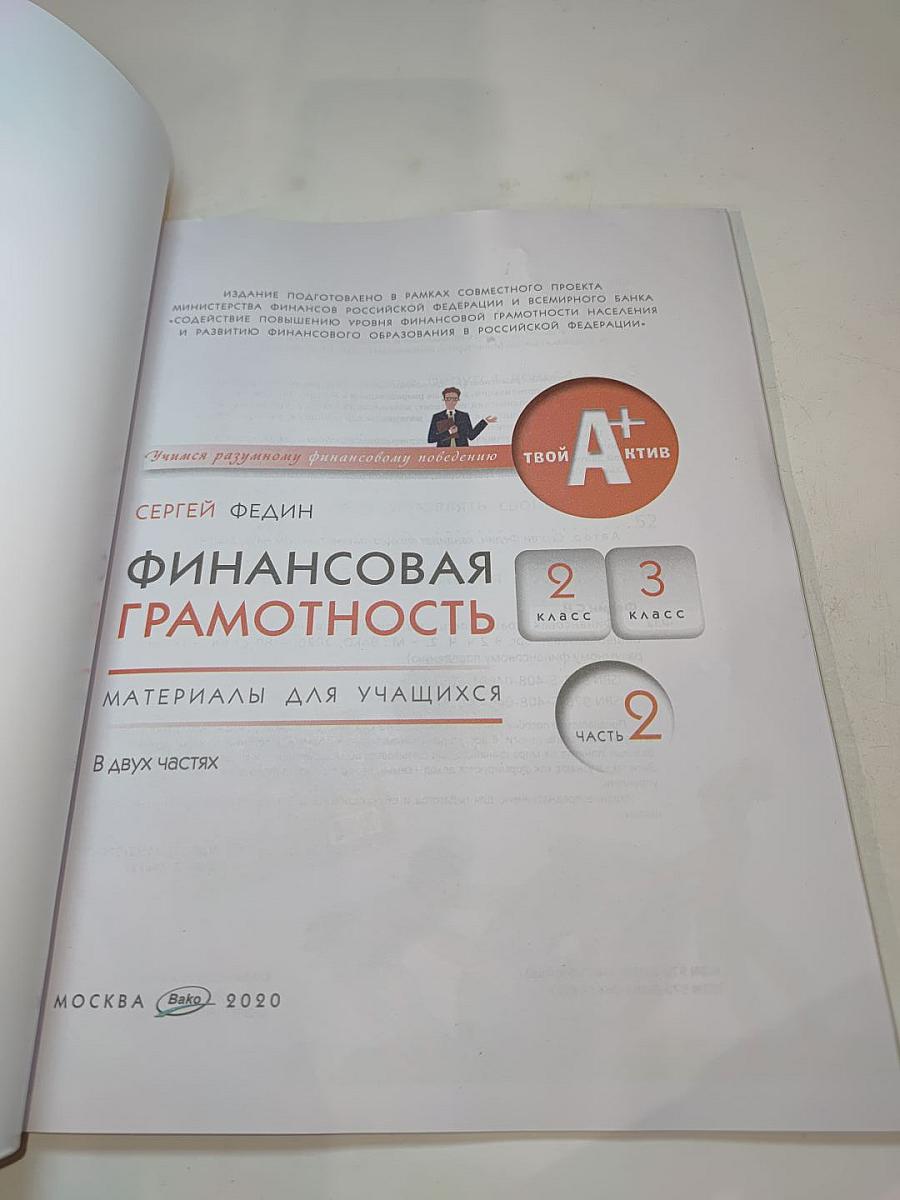 ИЗДАНИЕ ПОДГОТОВЛЕНО В РАМКАХ СОВМЕСТНОГО ПРОЕКТА
МИНИСТЕРСТВА ФИНАНСОВ РОССИЙСКОЙ ФЕДЕРАЦИИ И ВСЕМИРНОГО БАНКА
«СОДЕЙСТВИЕ ПОВЫШЕНИЮ УРОВНЯ ФИНАНСОВОЙ ГРАМОТНОСТИ НАСЕЛЕНИЯ
И РАЗВИТИЮ ФИНАНСОВОГО ОБРАЗОВАНИЯ В РОССИЙСКОЙ ФЕДЕРАЦИИ»
Учимся разумному финансовому поведению
ТВОЙ А+КТИВ
СЕРГЕЙ ФЕДИН
ФИНАНСОВАЯ
ГРАМОТНОСТЬ
2 КЛАСС
3 КЛАСС
МАТЕРИАЛЫ ДЛЯ УЧАЩИХСЯ
ЧАСТЬ 2
В двух частях
МОСКВА Вако 2020